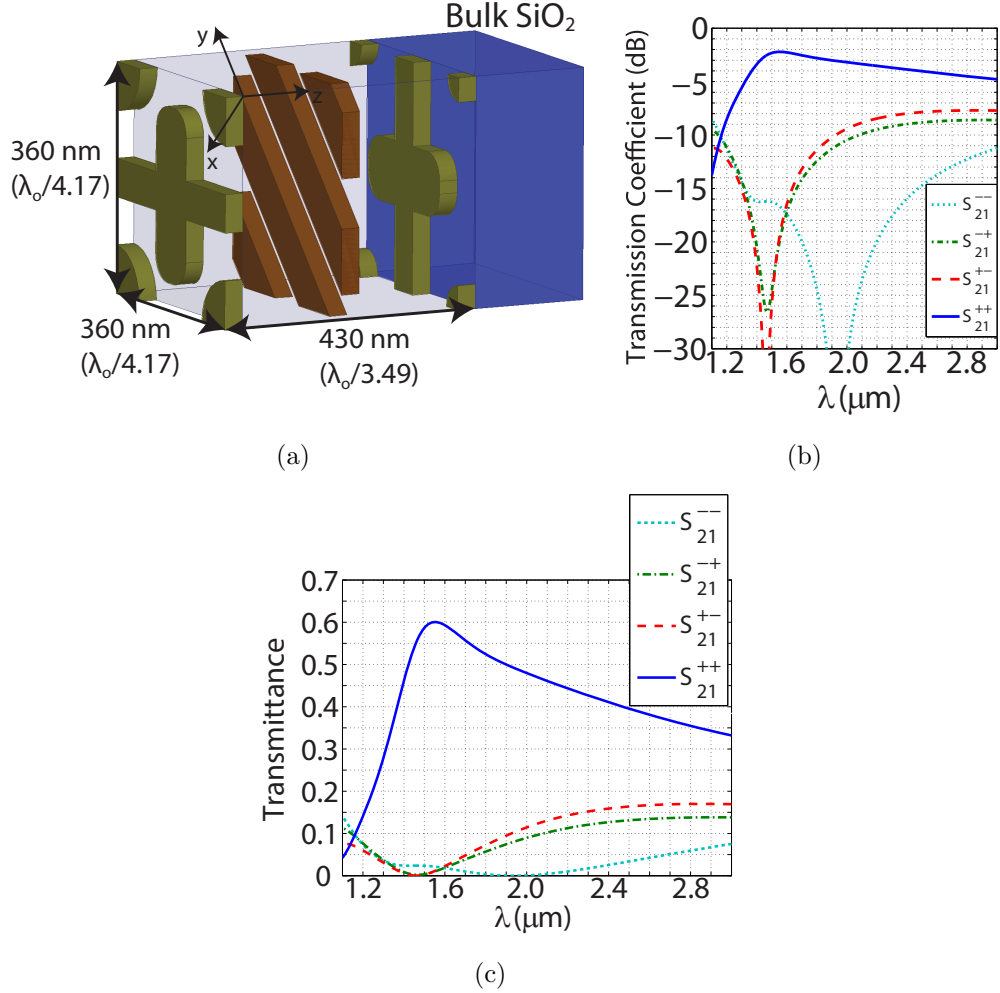 Bulk SiO₂
y
z
x
360 nm
(λₒ/4.17)
360 nm
(λₒ/4.17)
430 nm
(λₒ/3.49)
(a)
Transmission Coefficient (dB)
0
−5
−10
−15
−20
−25
−30
1.2 1.6 2.0 2.4 2.8
λ(μm)
S₂₁⁻⁻
S₂₁⁻⁺
S₂₁⁺⁻
S₂₁⁺⁺
(b)
S₂₁⁻⁻
S₂₁⁻⁺
S₂₁⁺⁻
S₂₁⁺⁺
Transmittance
0.7
0.6
0.5
0.4
0.3
0.2
0.1
0
1.2 1.6 2.0 2.4 2.8
λ(μm)
(c)